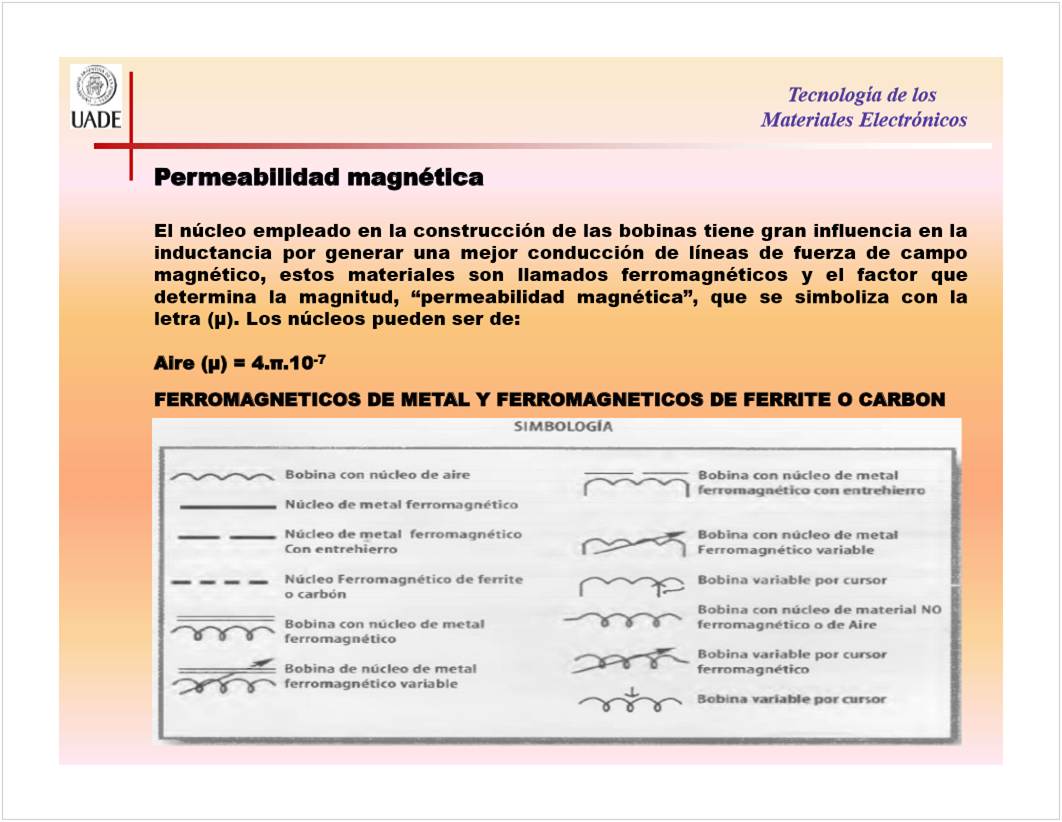 UADE
Tecnología de los
Materiales Electrónicos
Permeabilidad magnética
El núcleo empleado en la construcción de las bobinas tiene gran influencia en la
inductancia por generar una mejor conducción de líneas de fuerza de campo
magnético, estos materiales son llamados ferromagnéticos y el factor que
determina la magnitud, “permeabilidad magnética”, que se simboliza con la
letra (µ). Los núcleos pueden ser de:
Aire (µ) = 4.π.10⁻⁷
FERROMAGNETICOS DE METAL Y FERROMAGNETICOS DE FERRITE O CARBON
SIMBOLOGÍA
Bobina con núcleo de aire
Núcleo de metal ferromagnético
Núcleo de metal ferromagnético
Con entrehierro
Núcleo Ferromagnético de ferrite
o carbón
Bobina con núcleo de metal
ferromagnético
Bobina de núcleo de metal
ferromagnético variable
Bobina con núcleo de metal
ferromagnético con entrehierro
Bobina con núcleo de metal
Ferromagnético variable
Bobina variable por cursor
Bobina con núcleo de material NO
ferromagnético o de Aire
Bobina variable por cursor
ferromagnético
Bobina variable por cursor